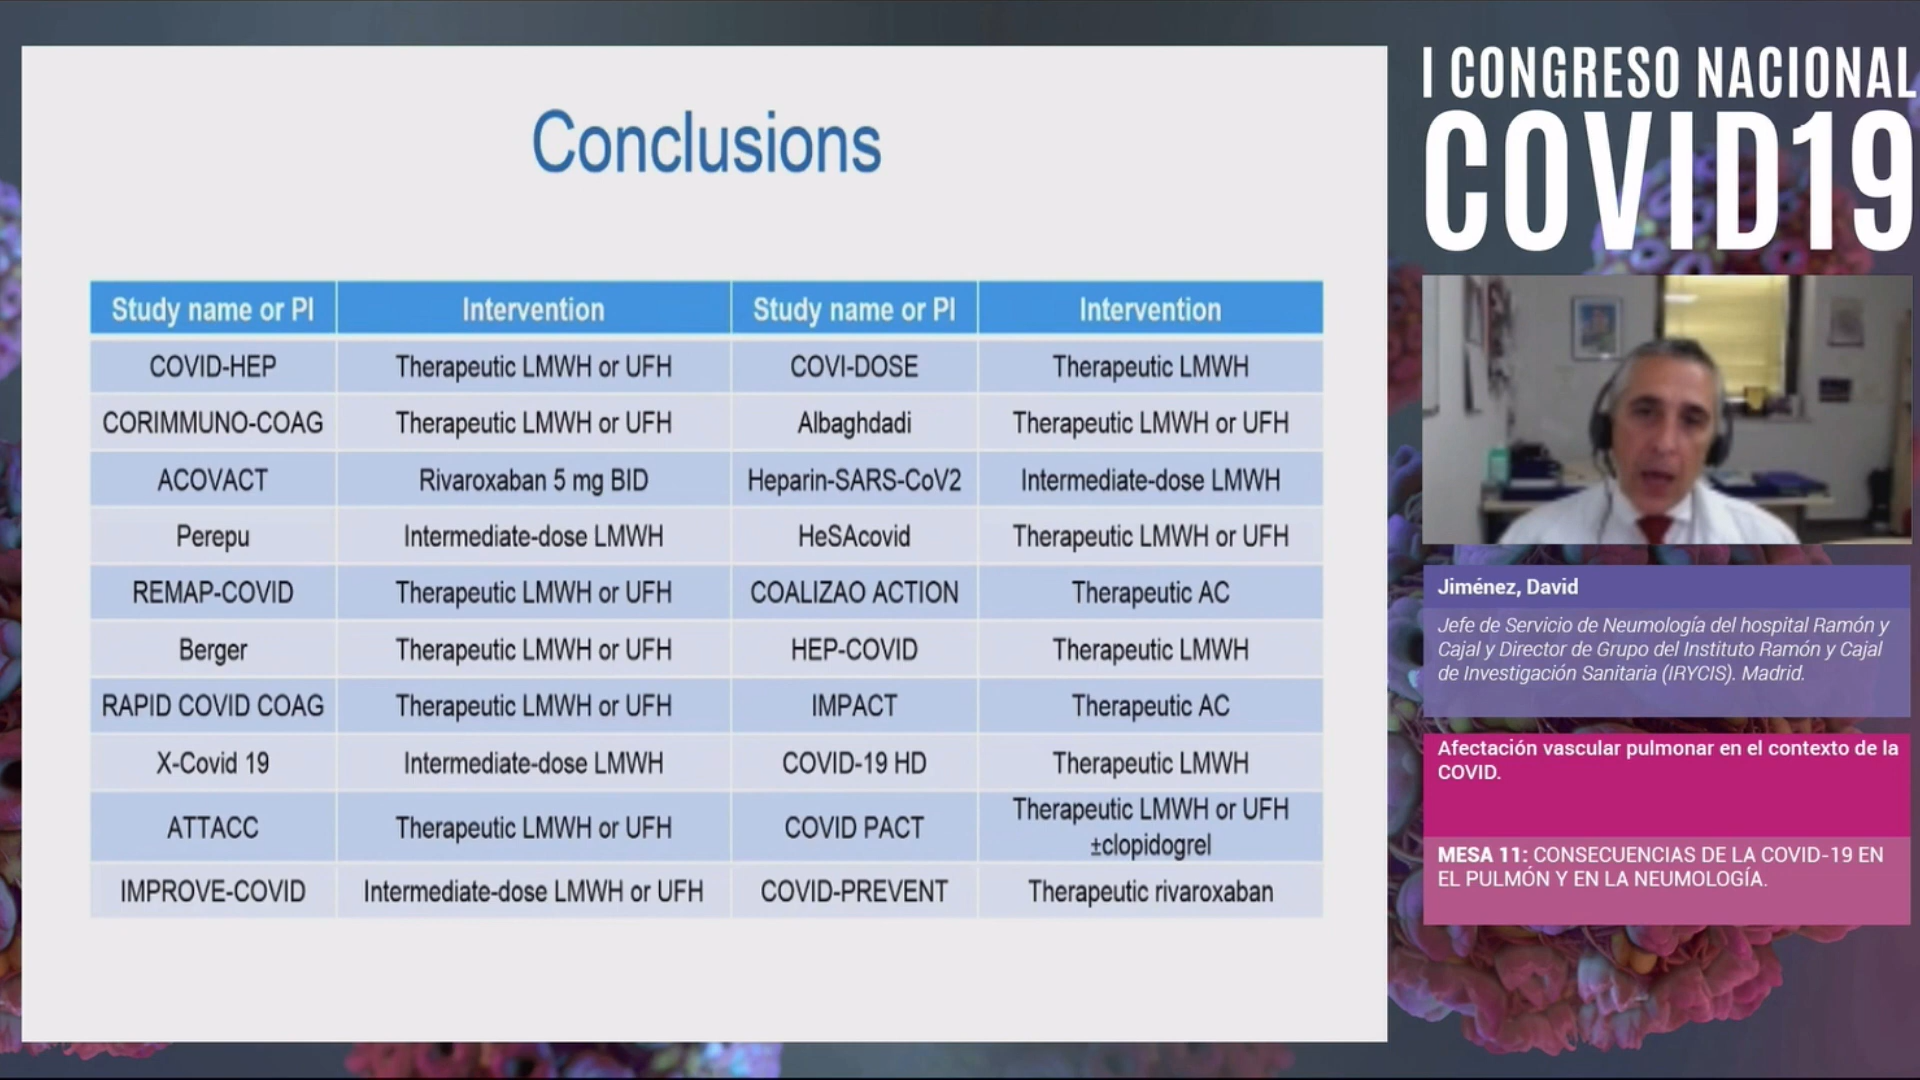 Conclusions
Study name or PI Intervention Study name or PI Intervention
COVID-HEP Therapeutic LMWH or UFH COVI-DOSE Therapeutic LMWH
CORIMMUNO-COAG Therapeutic LMWH or UFH Albaghdadi Therapeutic LMWH or UFH
ACOVACT Rivaroxaban 5 mg BID Heparin-SARS-CoV2 Intermediate-dose LMWH
Perepu Intermediate-dose LMWH HeSAcovid Therapeutic LMWH or UFH
REMAP-COVID Therapeutic LMWH or UFH COALIZAO ACTION Therapeutic AC
Berger Therapeutic LMWH or UFH HEP-COVID Therapeutic LMWH
RAPID COVID COAG Therapeutic LMWH or UFH IMPACT Therapeutic AC
X-Covid 19 Intermediate-dose LMWH COVID-19 HD Therapeutic LMWH
ATTACC Therapeutic LMWH or UFH COVID PACT Therapeutic LMWH or UFH
±clopidogrel
IMPROVE-COVID Intermediate-dose LMWH or UFH COVID-PREVENT Therapeutic rivaroxaban
I CONGRESO NACIONAL
COVID19
Jiménez, David
Jefe de Servicio de Neumología del hospital Ramón y
Cajal y Director de Grupo del Instituto Ramón y Cajal
de Investigación Sanitaria (IRYCIS). Madrid.
Afectación vascular pulmonar en el contexto de la
COVID.
MESA 11: CONSECUENCIAS DE LA COVID-19 EN
EL PULMÓN Y EN LA NEUMOLOGÍA.